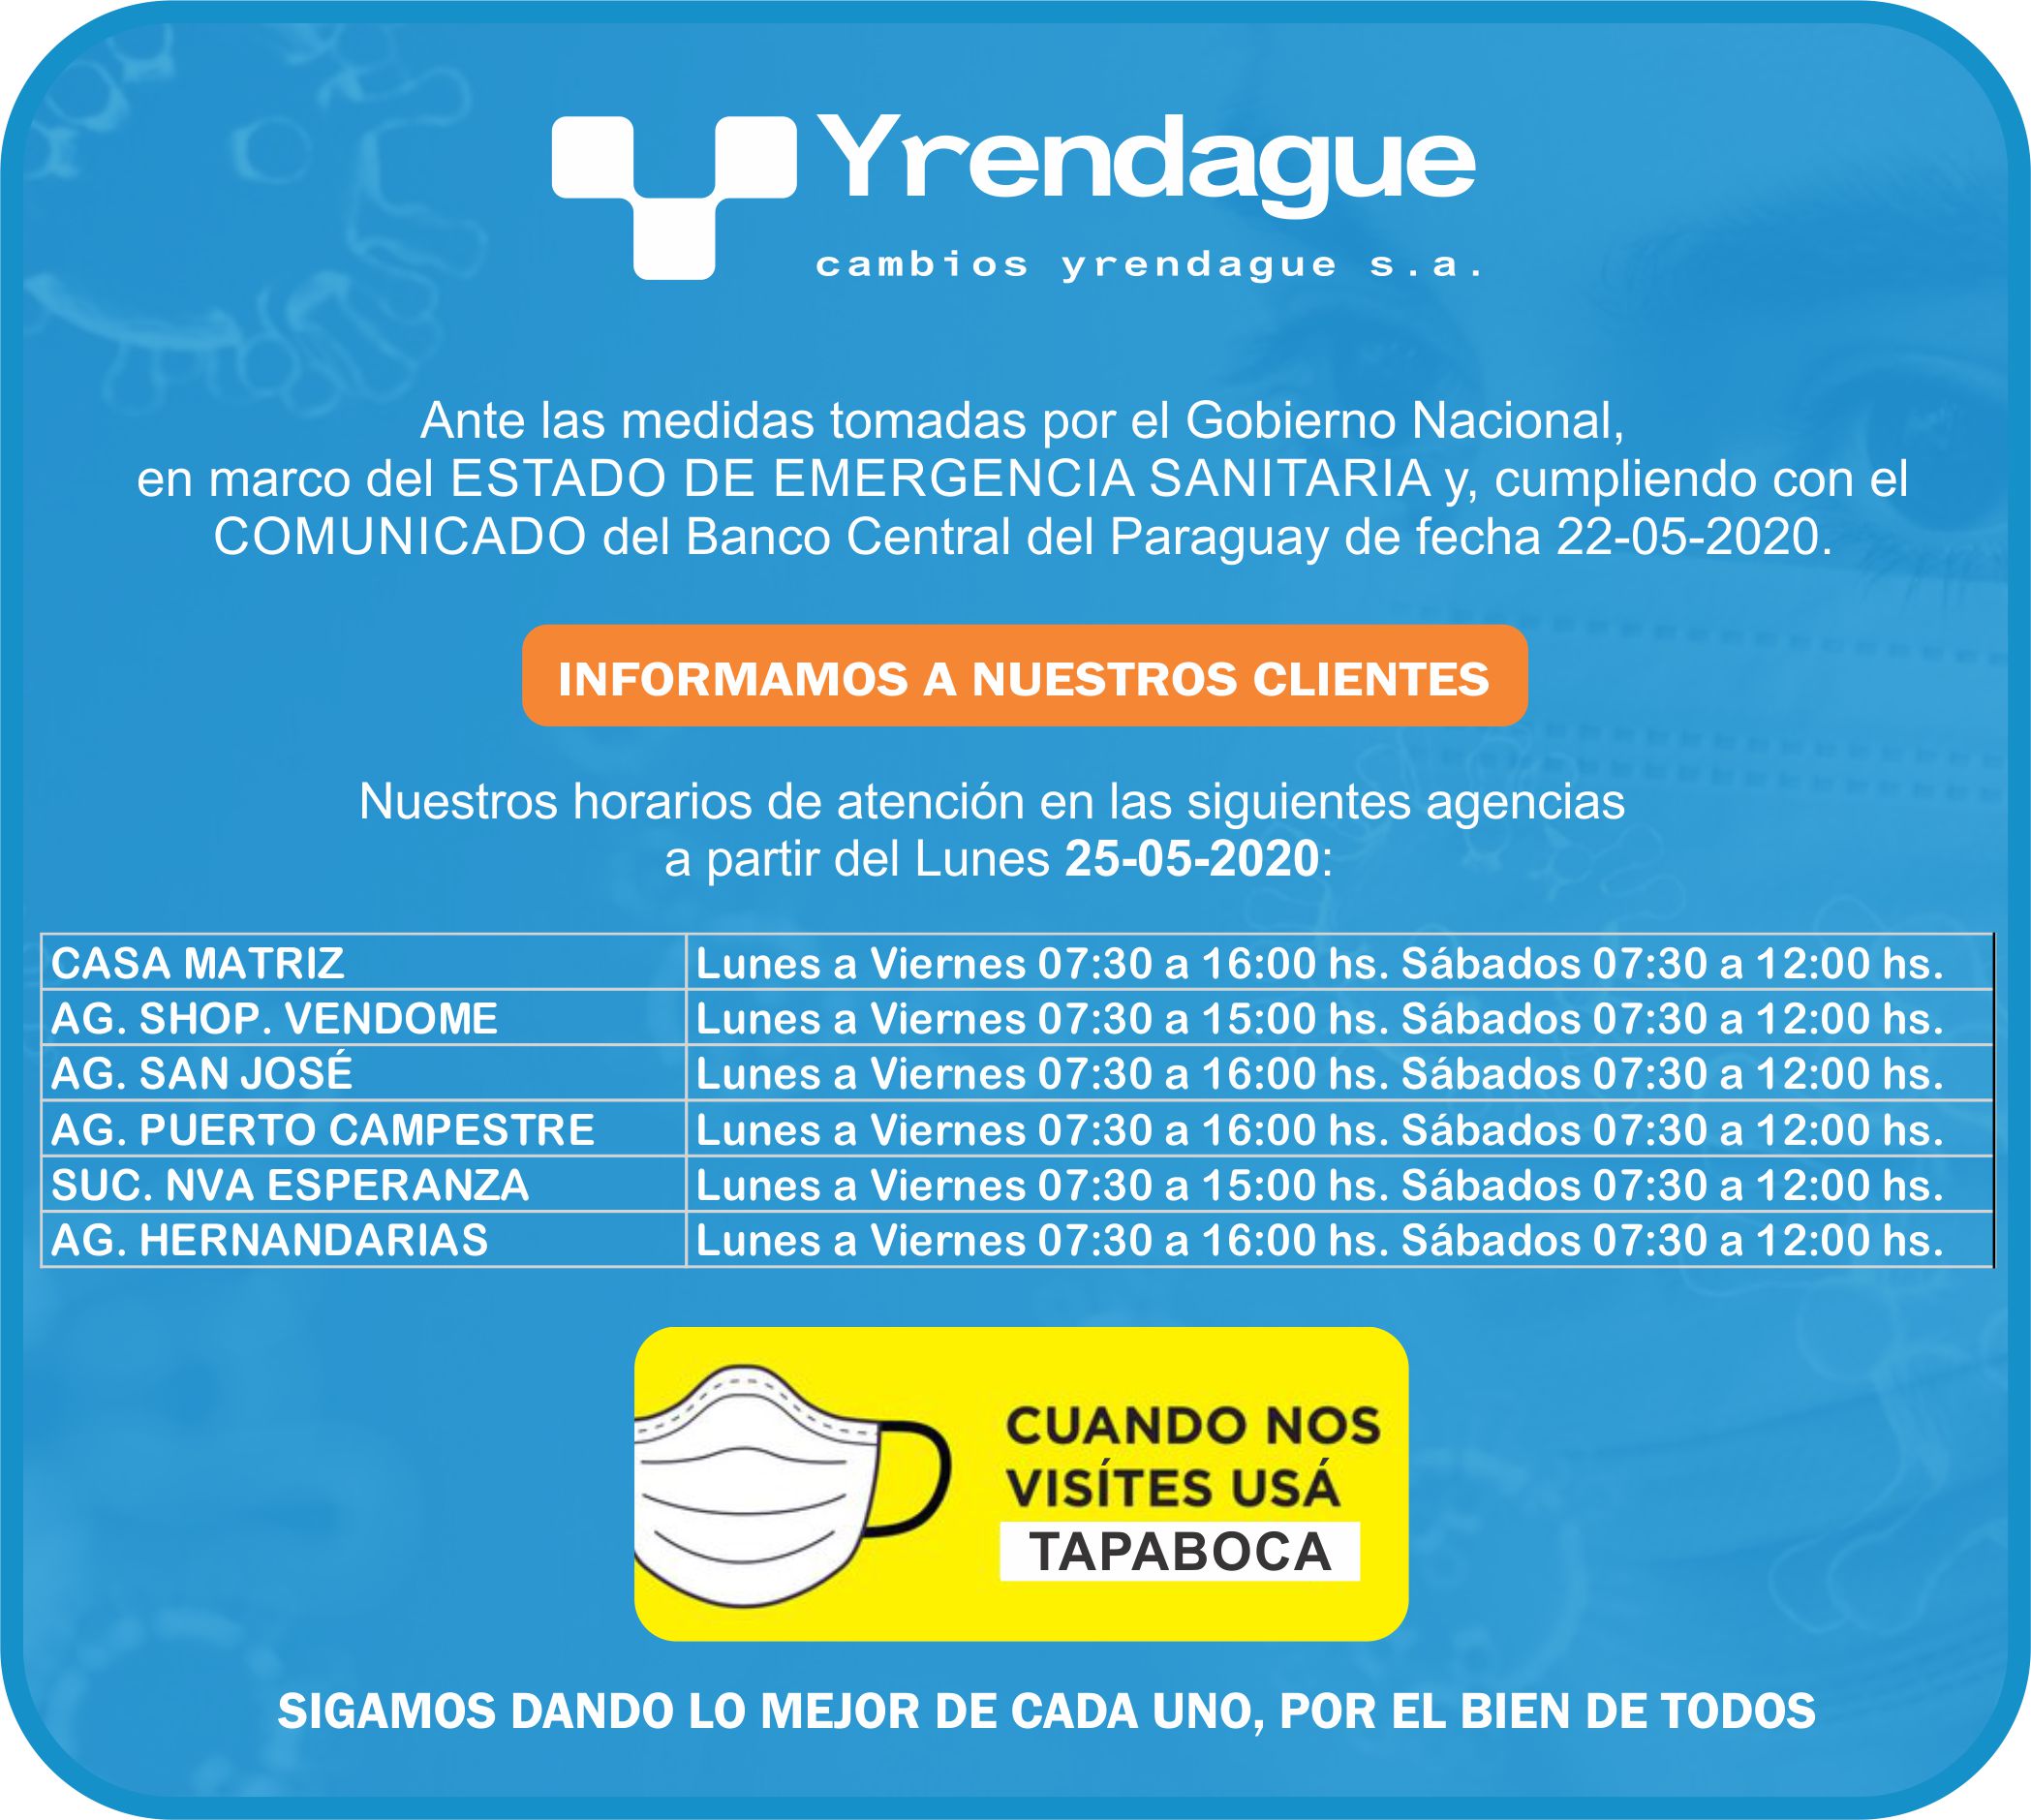 Yrendague
cambios yrendague s.a.
Ante las medidas tomadas por el Gobierno Nacional,
en marco del ESTADO DE EMERGENCIA SANITARIA y, cumpliendo con el
COMUNICADO del Banco Central del Paraguay de fecha 22-05-2020.
INFORMAMOS A NUESTROS CLIENTES
Nuestros horarios de atención en las siguientes agencias
a partir del Lunes 25-05-2020:
CASA MATRIZ Lunes a Viernes 07:30 a 16:00 hs. Sábados 07:30 a 12:00 hs.
AG. SHOP. VENDOME Lunes a Viernes 07:30 a 15:00 hs. Sábados 07:30 a 12:00 hs.
AG. SAN JOSÉ Lunes a Viernes 07:30 a 16:00 hs. Sábados 07:30 a 12:00 hs.
AG. PUERTO CAMPESTRE Lunes a Viernes 07:30 a 16:00 hs. Sábados 07:30 a 12:00 hs.
SUC. NVA ESPERANZA Lunes a Viernes 07:30 a 15:00 hs. Sábados 07:30 a 12:00 hs.
AG. HERNANDARIAS Lunes a Viernes 07:30 a 16:00 hs. Sábados 07:30 a 12:00 hs.
CUANDO NOS
VISÍTES USÁ
TAPABOCA
SIGAMOS DANDO LO MEJOR DE CADA UNO, POR EL BIEN DE TODOS